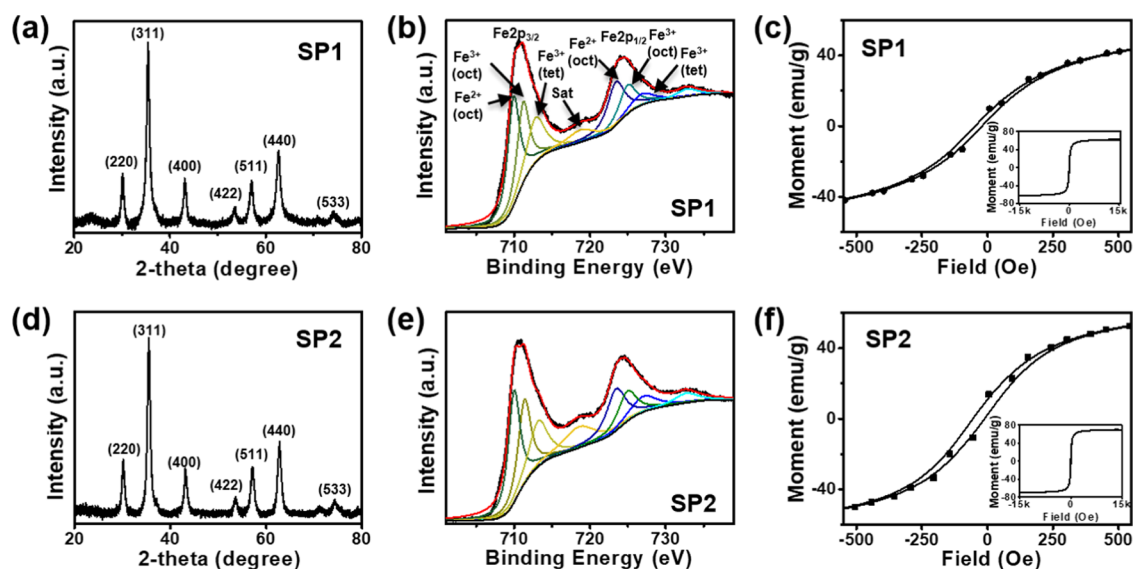 (a)
SP1
(311)
(220)
(400)
(422)
(511)
(440)
(533)
Intensity (a.u.)
20 40 60 80
2-theta (degree)
(b)
Fe2p3/2
Fe3+
(oct)
Fe2+
(oct)
Fe3+
(tet)
Sat
Fe2+
(oct)
Fe2p1/2
Fe3+
(oct)
Fe3+
(tet)
SP1
Intensity (a.u.)
710 720 730
Binding Energy (eV)
(c)
SP1
Moment (emu/g)
40
0
-40
-500 -250 0 250 500
Field (Oe)
Moment (emu/g)
80
40
0
-40
-80
-15k 0 15k
Field (Oe)
(d)
SP2
(311)
(220)
(400)
(422)
(511)
(440)
(533)
Intensity (a.u.)
20 40 60 80
2-theta (degree)
(e)
SP2
Intensity (a.u.)
710 720 730
Binding Energy (eV)
(f)
SP2
Moment (emu/g)
40
0
-40
-500 -250 0 250 500
Field (Oe)
Moment (emu/g)
80
40
0
-40
-80
-15k 0 15k
Field (Oe)